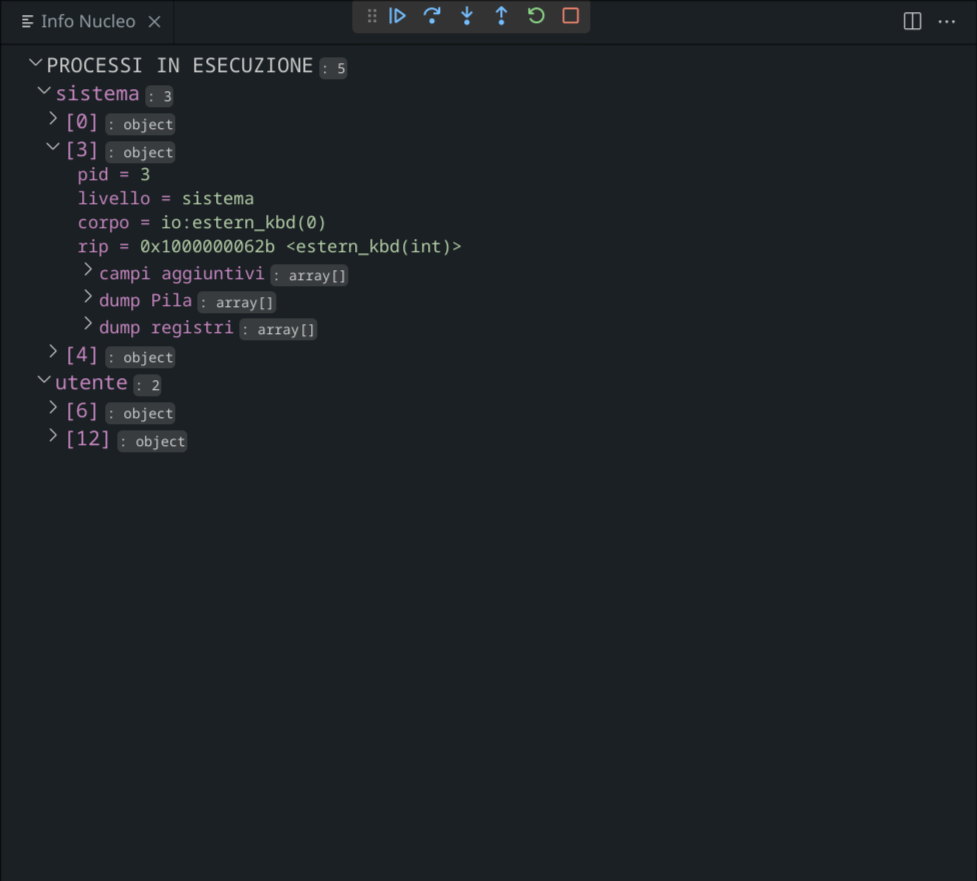 Info Nucleo
PROCESSI IN ESECUZIONE : 5
sistema : 3
[0] : object
[3] : object
pid = 3
livello = sistema
corpo = io:estern_kbd(0)
rip = 0x1000000062b <estern_kbd(int)>
campi aggiuntivi : array[]
dump Pila : array[]
dump registri : array[]
[4] : object
utente : 2
[6] : object
[12] : object